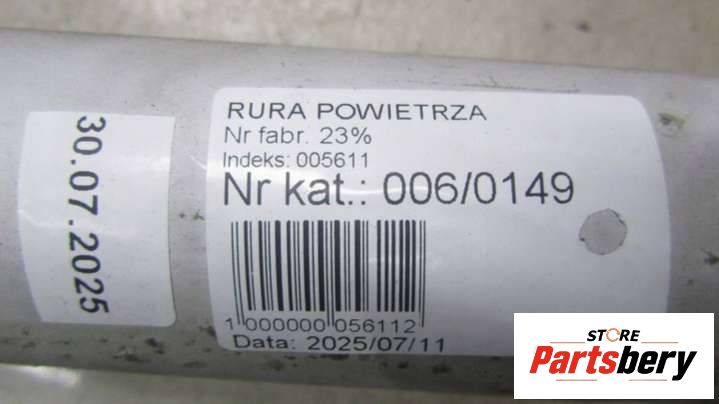 30.07.2025
RURA POWIETRZA
Nr fabr. 23%
Indeks: 005611
Nr kat.: 006/0149
1 000000 056112
Data: 2025/07/11
STORE
Partsbery